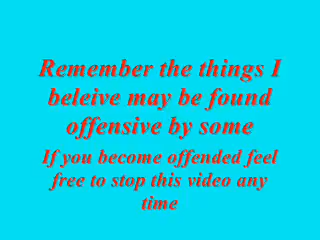 Remember the things I
beleive may be found
offensive by some
If you become offended feel
free to stop this video any
time